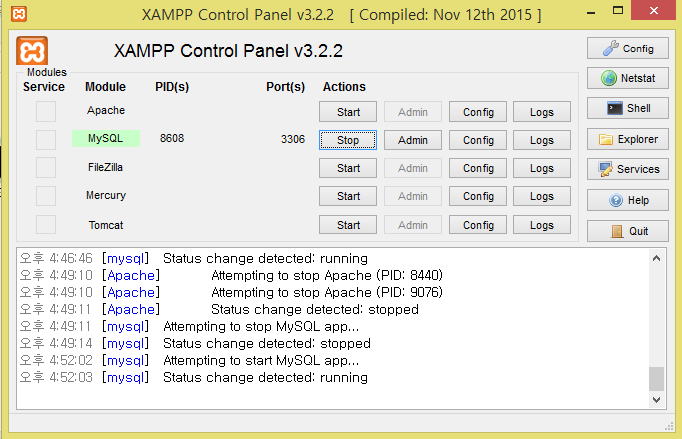 XAMPP Control Panel v3.2.2 [ Compiled: Nov 12th 2015 ]
XAMPP Control Panel v3.2.2
Config
Modules
Service Module PID(s) Port(s) Actions
Netstat
Apache Start Admin Config Logs
Shell
MySQL 8608 3306 Stop Admin Config Logs
Explorer
FileZilla Start Admin Config Logs
Services
Mercury Start Admin Config Logs
Help
Tomcat Start Admin Config Logs
Quit
오후 4:46:46 [mysql] Status change detected: running
오후 4:49:10 [Apache] Attempting to stop Apache (PID: 8440)
오후 4:49:10 [Apache] Attempting to stop Apache (PID: 9076)
오후 4:49:11 [Apache] Status change detected: stopped
오후 4:49:11 [mysql] Attempting to stop MySQL app...
오후 4:49:14 [mysql] Status change detected: stopped
오후 4:52:02 [mysql] Attempting to start MySQL app...
오후 4:52:03 [mysql] Status change detected: running